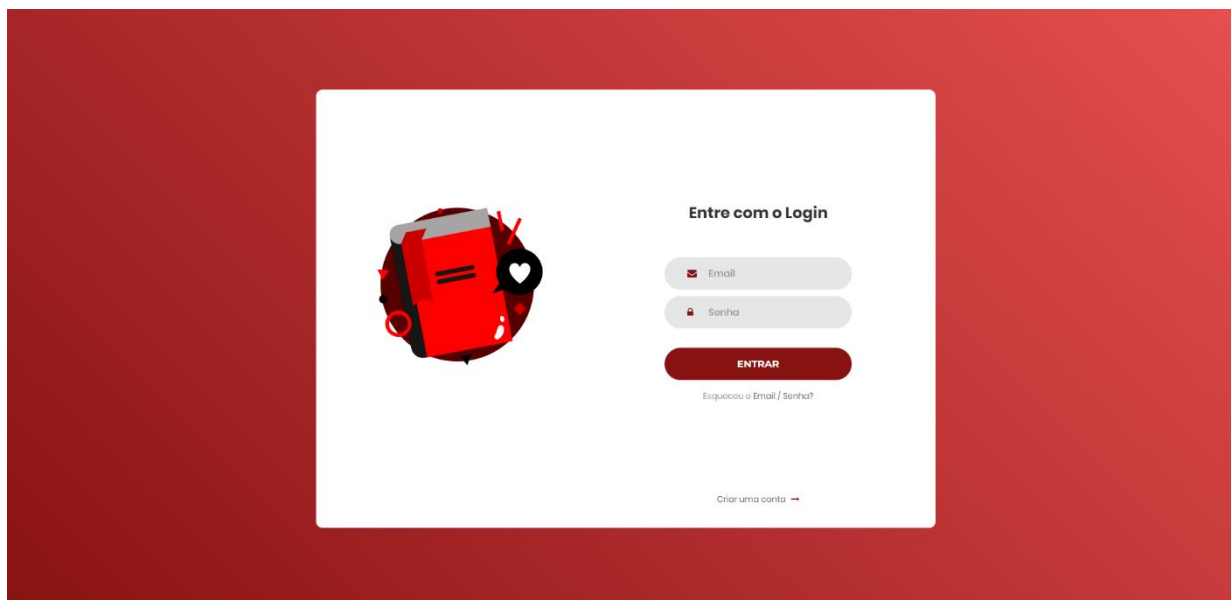 Entre com o Login
Email
Senha
ENTRAR
Esqueceu o Email / Senha?
Criar uma conta →